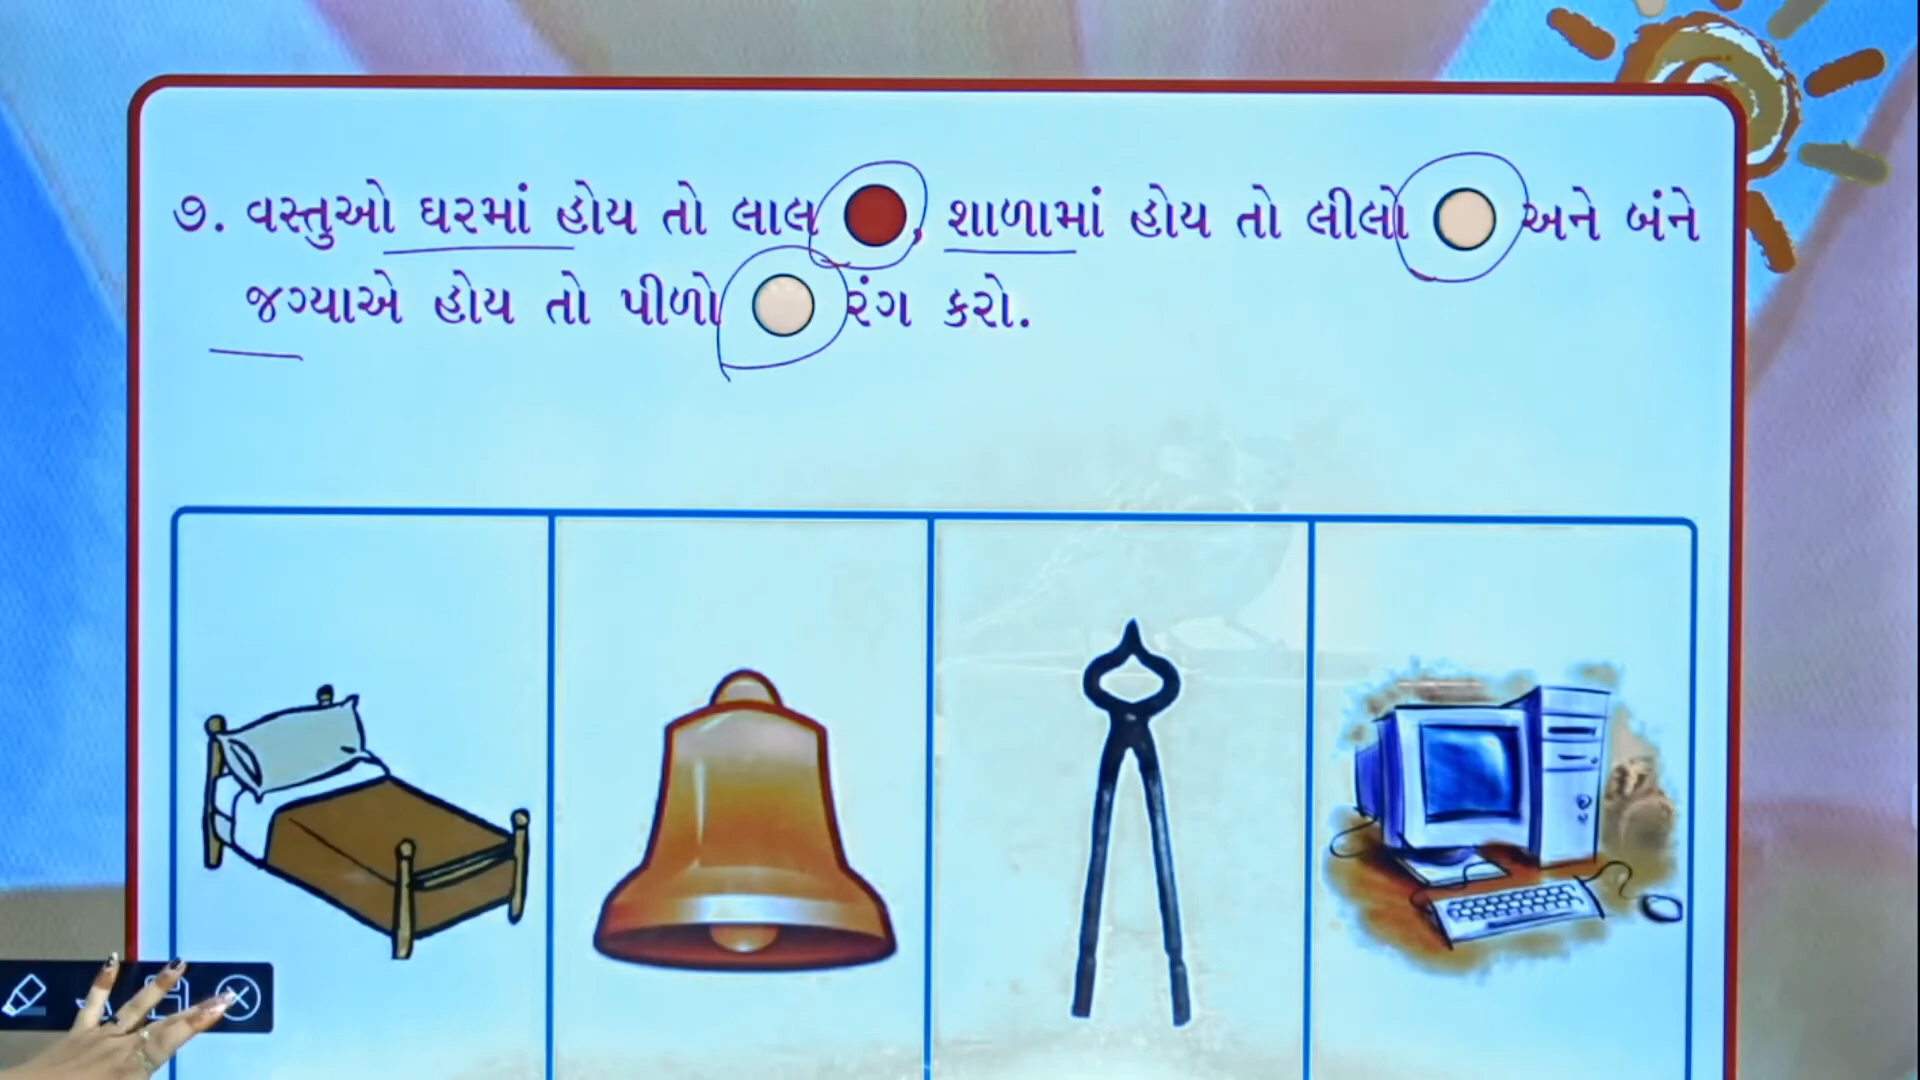 ૭. વસ્તુઓ ઘરમાં હોય તો લાલ , શાળામાં હોય તો લીલો અને બંને
જગ્યાએ હોય તો પીળો રંગ કરો.